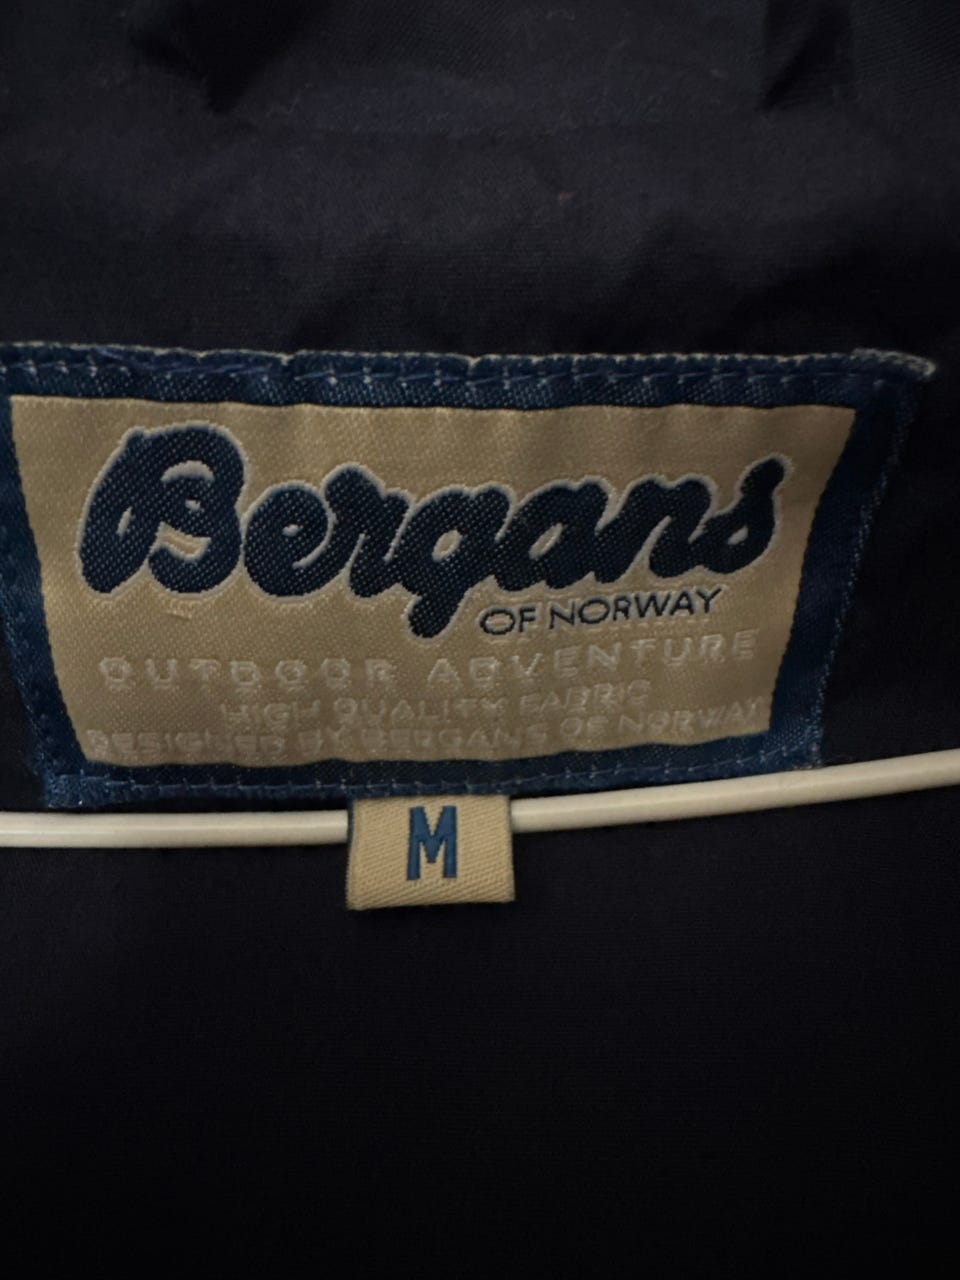 Bergans
OF NORWAY
OUTDOOR ADVENTURE
HIGH QUALITY FABRIC
DESIGNED BY BERGANS OF NORWAY
M